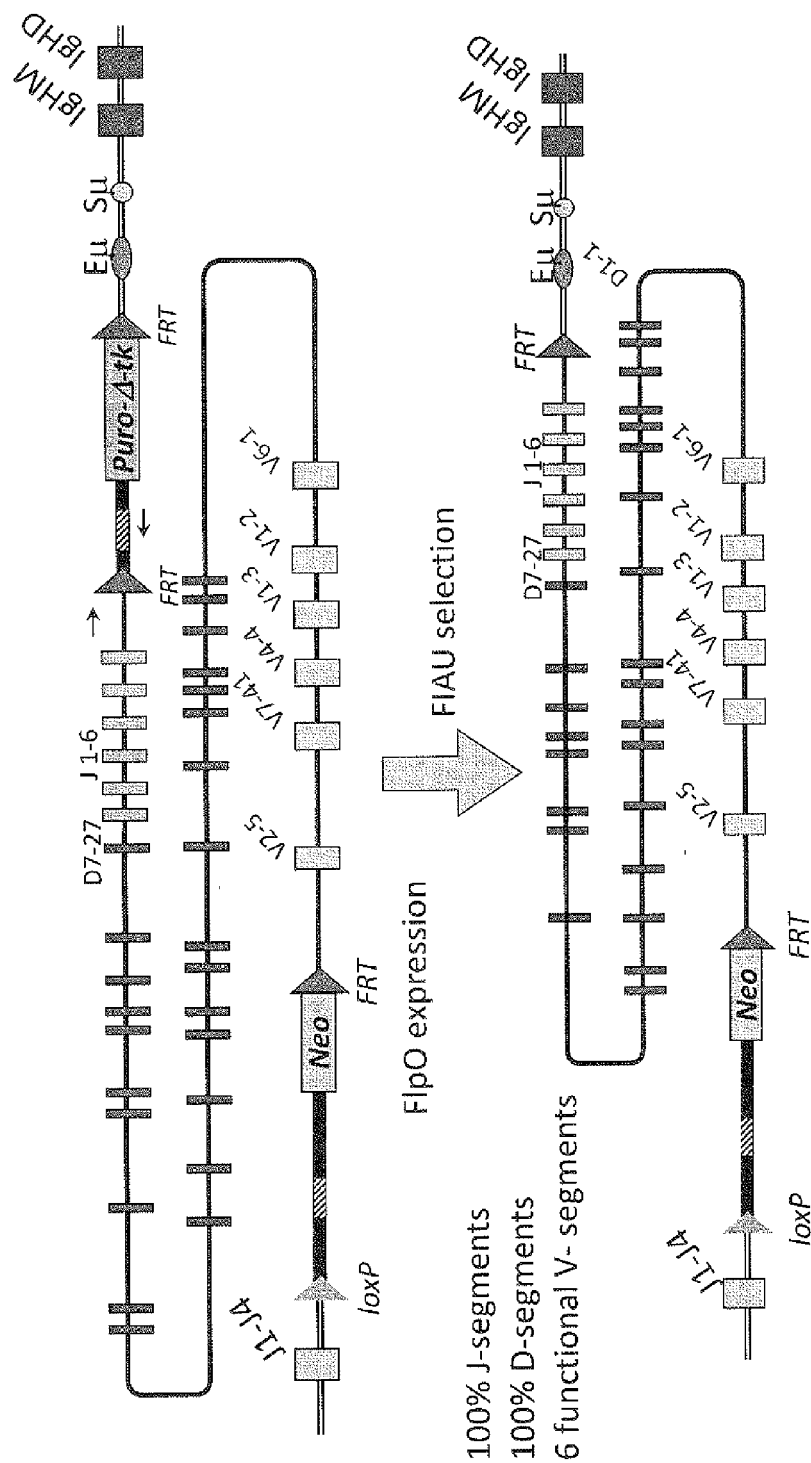 IgHD
IgHM
Sμ
Eμ
FRT
Puro-Δ-tk
FRT
J 1-6
D7-27
V6-1
V1-2
V1-3
V4-4
V7-41
V2-5
FRT
Neo
loxP
J1-J4
FlpO expression
FIAU selection
100% J-segments
100% D-segments
6 functional V- segments
IgHD
IgHM
Sμ
Eμ
D1-1
FRT
J 1-6
D7-27
V6-1
V1-2
V1-3
V4-4
V7-41
V2-5
FRT
Neo
loxP
J1-J4